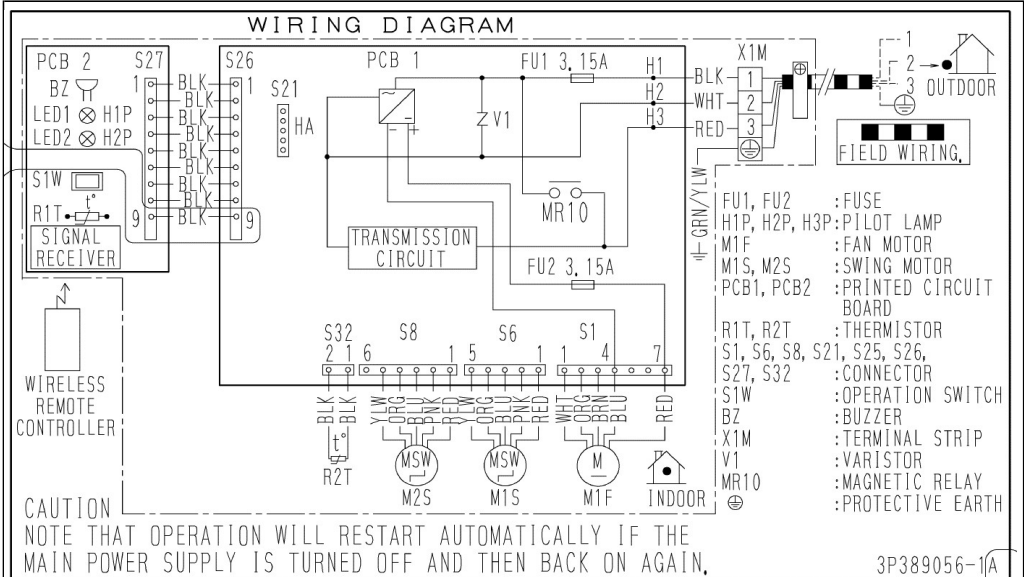 WIRING DIAGRAM
PCB 2
S27
S26
PCB 1
FU1 3.15A
H1
X1M
1
2
3
OUTDOOR
BZ
LED1 H1P
LED2 H2P
1
BLK
BLK
BLK
BLK
BLK
BLK
BLK
BLK
BLK
1
S21
HA
V1
BLK 1
H2
WHT 2
H3
RED 3
FIELD WIRING.
S1W
t°
R1T
9
9
MR10
GRN/YLW
SIGNAL
RECEIVER
TRANSMISSION
CIRCUIT
FU2 3.15A
FU1, FU2 :FUSE
H1P, H2P, H3P:PILOT LAMP
M1F :FAN MOTOR
M1S, M2S :SWING MOTOR
PCB1, PCB2 :PRINTED CIRCUIT
BOARD
R1T, R2T :THERMISTOR
S1, S6, S8, S21, S25, S26,
S27, S32 :CONNECTOR
S1W :OPERATION SWITCH
BZ :BUZZER
X1M :TERMINAL STRIP
V1 :VARISTOR
MR10 :MAGNETIC RELAY
:PROTECTIVE EARTH
S32 S8 S6 S1
2 1 6 1 5 1 1 4 7
BLK BLK YLW ORG BLU PNK RED YLW ORG BLU PNK RED WHT ORG BRN BLU RED
WIRELESS
REMOTE
CONTROLLER
t°
R2T
MSW
M2S
MSW
M1S
M
M1F
INDOOR
CAUTION
NOTE THAT OPERATION WILL RESTART AUTOMATICALLY IF THE
MAIN POWER SUPPLY IS TURNED OFF AND THEN BACK ON AGAIN.
3P389056-1A